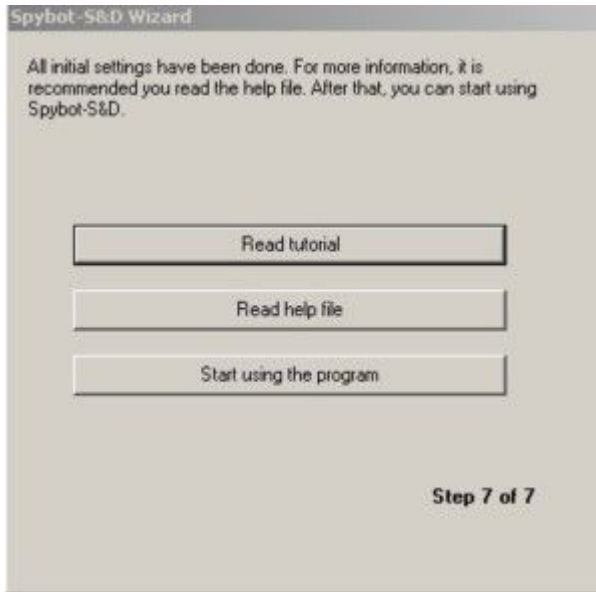 Spybot-S&D Wizard
All initial settings have been done. For more information, it is
recommended you read the help file. After that, you can start using
Spybot-S&D.
Read tutorial
Read help file
Start using the program
Step 7 of 7